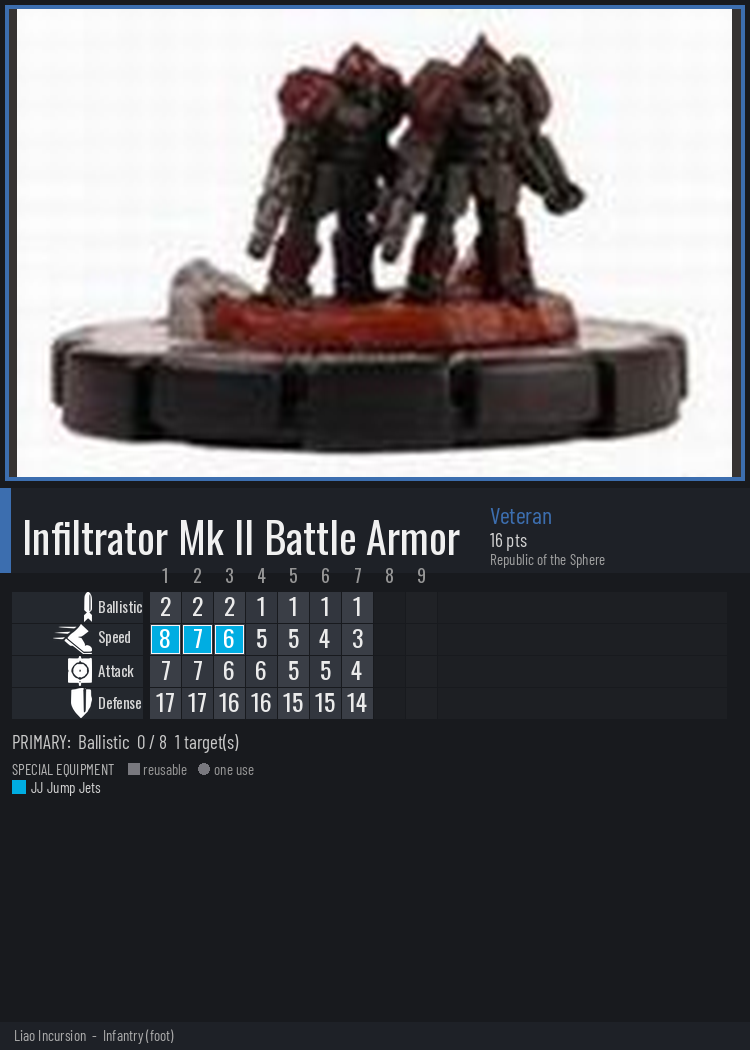 Infiltrator Mk II Battle Armor
Veteran
16 pts
Republic of the Sphere
1 2 3 4 5 6 7 8 9
Ballistic 2 2 2 1 1 1 1
Speed 8 7 6 5 5 4 3
Attack 7 7 6 6 5 5 4
Defense 17 17 16 16 15 15 14
PRIMARY: Ballistic 0 / 8 1 target(s)
SPECIAL EQUIPMENT reusable one use
JJ Jump Jets
Liao Incursion - Infantry (foot)